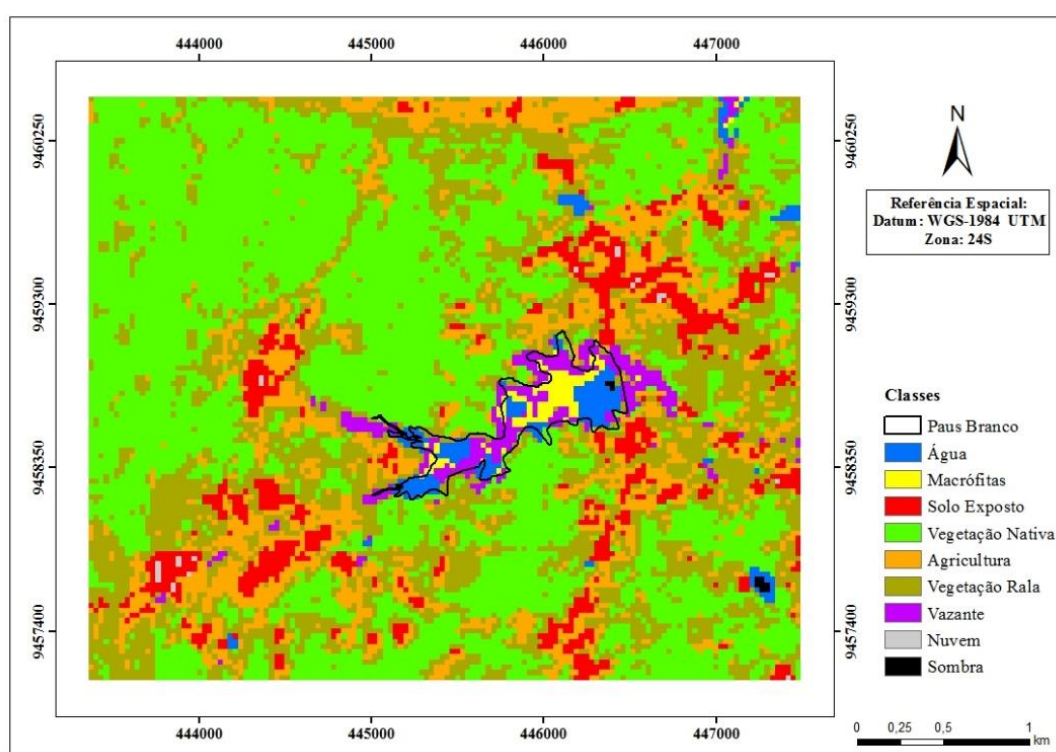 444000 445000 446000 447000
9460250 9460250
9459300 9459300
9458350 9458350
9457400 9457400
444000 445000 446000 447000
N
Referência Espacial:
Datum: WGS-1984 UTM
Zona: 24S
Classes
Paus Branco
Água
Macrófitas
Solo Exposto
Vegetação Nativa
Agricultura
Vegetação Rala
Vazante
Nuvem
Sombra
0 0,25 0,5 1
km